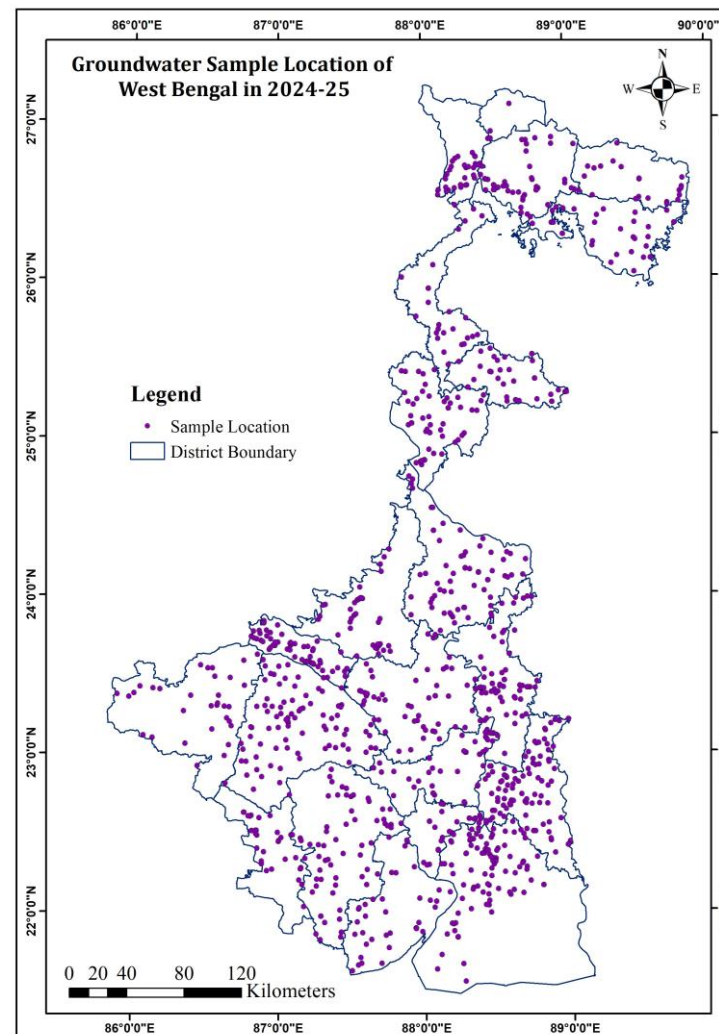 86°0'0"E 87°0'0"E 88°0'0"E 89°0'0"E 90°0'0"
Groundwater Sample Location of
West Bengal in 2024-25
N
W E
S
27°0'0"N
26°0'0"N
Legend
Sample Location
District Boundary
25°0'0"N
24°0'0"N
23°0'0"N
22°0'0"N
0 20 40 80 120
Kilometers
86°0'0"E 87°0'0"E 88°0'0"E 89°0'0"E